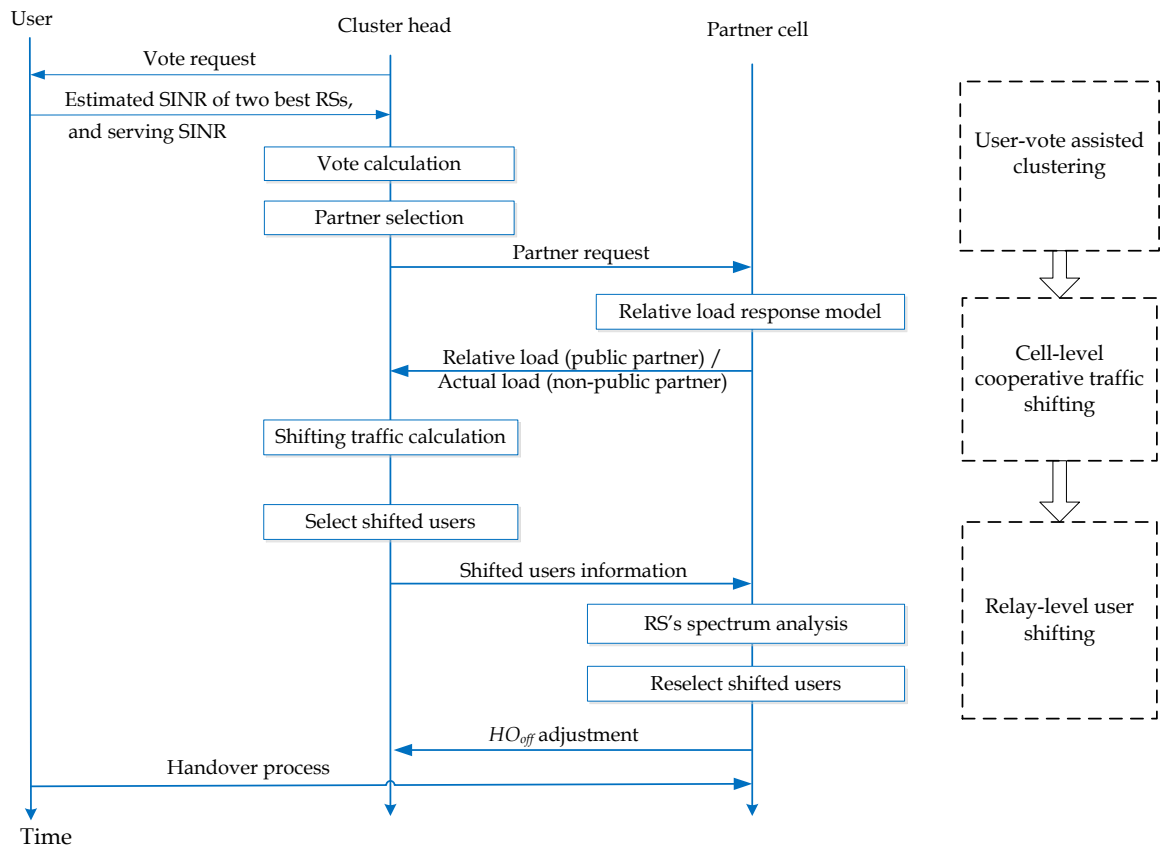 User
Cluster head
Partner cell
Vote request
Estimated SINR of two best RSs,
and serving SINR
Vote calculation
Partner selection
Partner request
Relative load response model
Relative load (public partner) /
Actual load (non-public partner)
Shifting traffic calculation
Select shifted users
Shifted users information
RS's spectrum analysis
Reselect shifted users
HOoff adjustment
Handover process
Time
User-vote assisted
clustering
Cell-level
cooperative traffic
shifting
Relay-level user
shifting